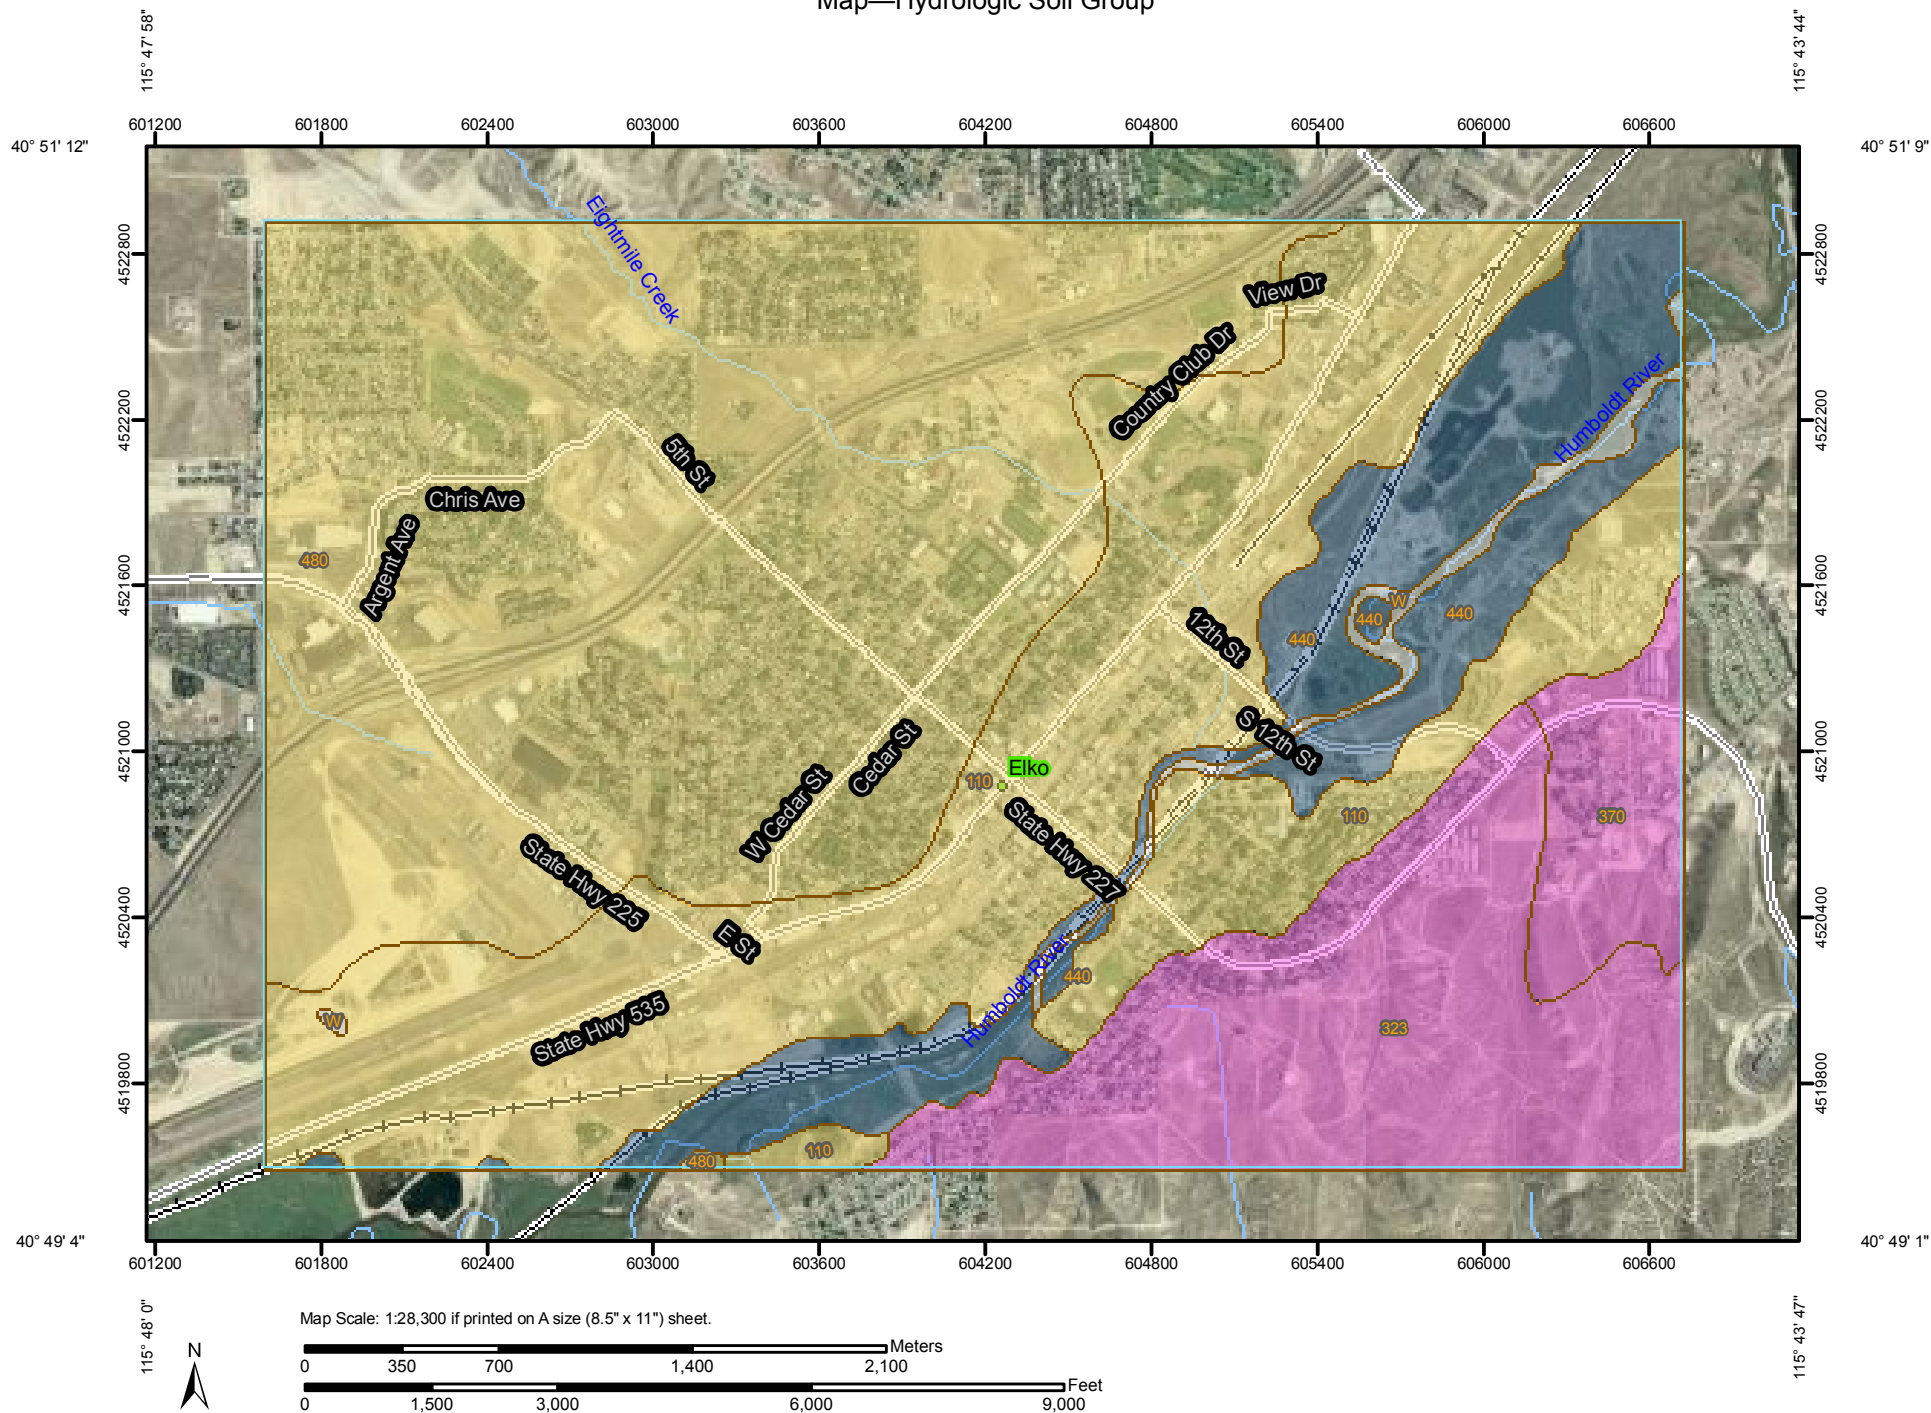 Map—Hydrologic Soil Group
115° 47' 58"
115° 43' 44"
601200 601800 602400 603000 603600 604200 604800 605400 606000 606600
40° 51' 12"
40° 51' 9"
4522800
4522800
Eightmile Creek
View Dr
Country Club Dr
Humboldt River
4522200
4522200
5th St
Chris Ave
Argent Ave
480
4521600
4521600
W
440
440
440
12th St
S 12th St
4521000
4521000
Cedar St
W Cedar St
Elko
110
110
370
State Hwy 227
State Hwy 225
4520400
4520400
E St
Humboldt River
440
W
State Hwy 535
323
4519800
4519800
480
110
40° 49' 4"
40° 49' 1"
601200 601800 602400 603000 603600 604200 604800 605400 606000 606600
115° 48' 0"
115° 43' 47"
Map Scale: 1:28,300 if printed on A size (8.5" x 11") sheet.
N
Meters
0 350 700 1,400 2,100
Feet
0 1,500 3,000 6,000 9,000